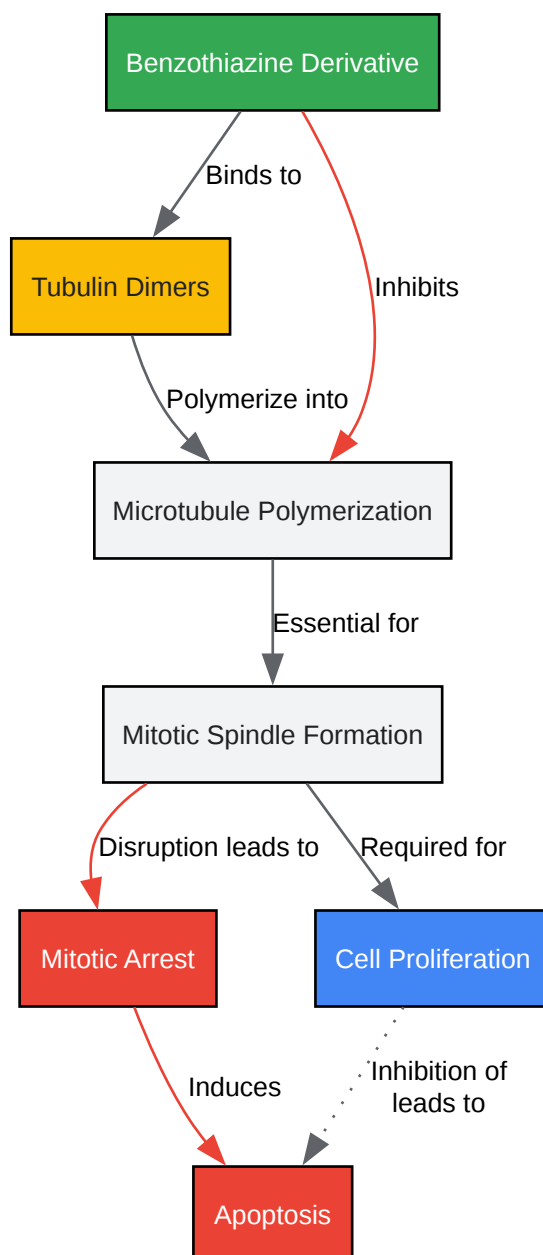 Benzothiazine Derivative
Binds to
Tubulin Dimers
Inhibits
Polymerize into
Microtubule Polymerization
Essential for
Mitotic Spindle Formation
Disruption leads to
Required for
Mitotic Arrest
Cell Proliferation
Induces
Inhibition of
leads to
Apoptosis